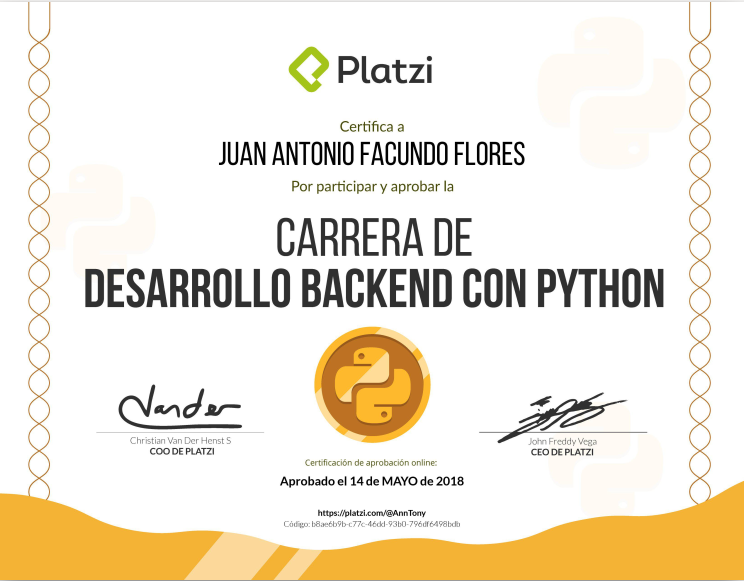 Platzi
Certifica a
JUAN ANTONIO FACUNDO FLORES
Por participar y aprobar la
CARRERA DE
DESARROLLO BACKEND CON PYTHON
Vander
Christian Van Der Henst S
COO DE PLATZI
John Freddy Vega
CEO DE PLATZI
Certificación de aprobación online:
Aprobado el 14 de MAYO de 2018
https://platzi.com/@AnnTony
Código: b8ae6b9b-c77c-46dd-93b0-796df6498bdb